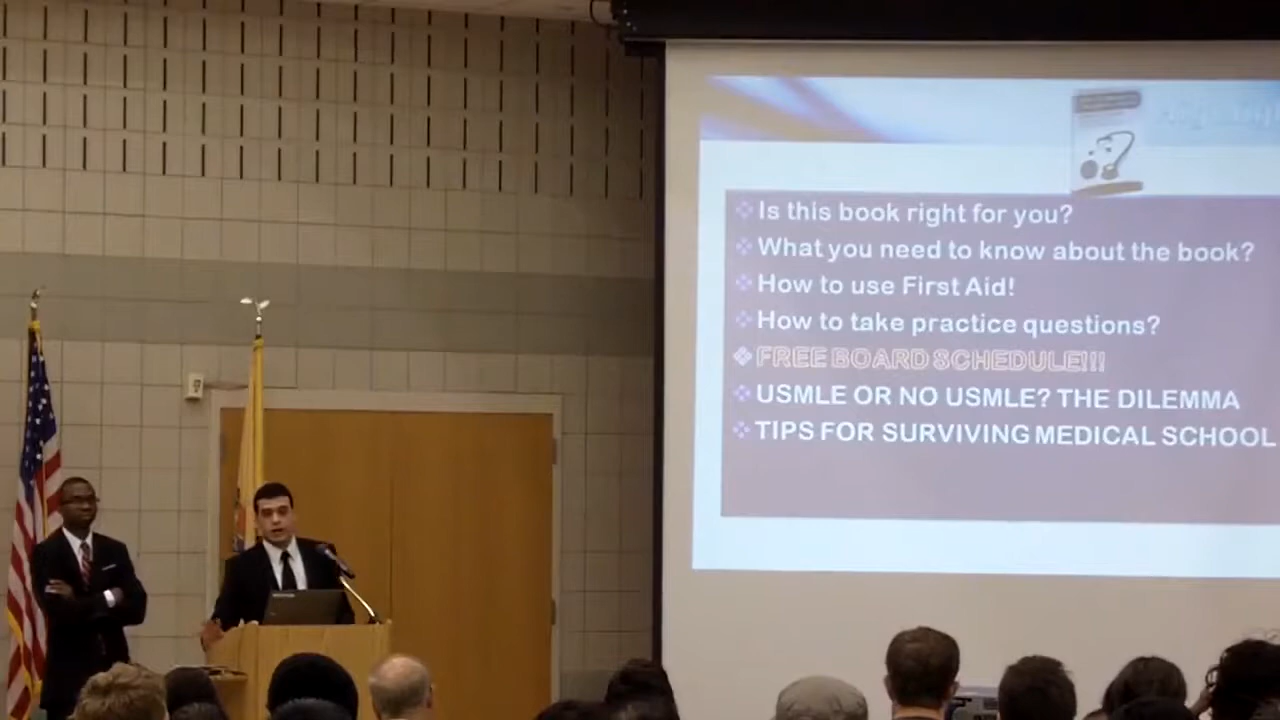 Is this book right for you?
What you need to know about the book?
How to use First Aid!
How to take practice questions?
FREE BOARD SCHEDULE!!!
USMLE OR NO USMLE? THE DILEMMA
TIPS FOR SURVIVING MEDICAL SCHOOL